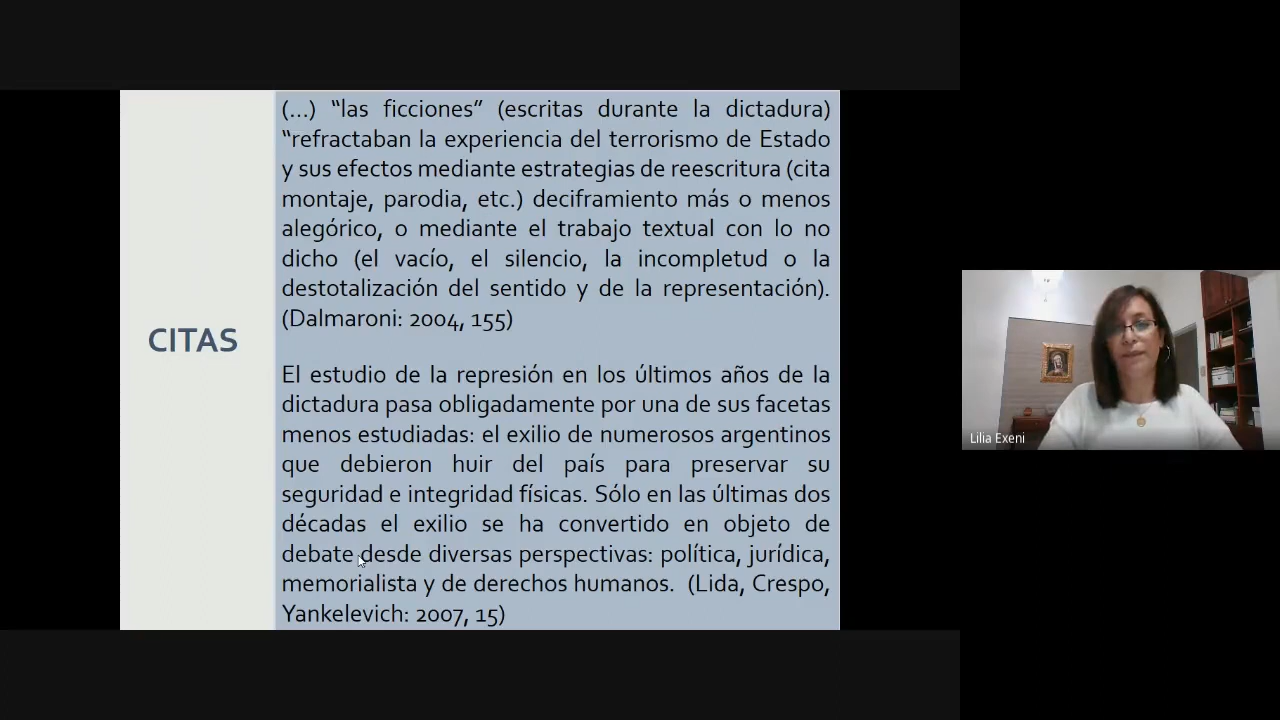 CITAS
(...) “las ficciones” (escritas durante la dictadura)
“refractaban la experiencia del terrorismo de Estado
y sus efectos mediante estrategias de reescritura (cita
montaje, parodia, etc.) deciframiento más o menos
alegórico, o mediante el trabajo textual con lo no
dicho (el vacío, el silencio, la incompletud o la
destotalización del sentido y de la representación).
(Dalmaroni: 2004, 155)
El estudio de la represión en los últimos años de la
dictadura pasa obligadamente por una de sus facetas
menos estudiadas: el exilio de numerosos argentinos
que debieron huir del país para preservar su
seguridad e integridad físicas. Sólo en las últimas dos
décadas el exilio se ha convertido en objeto de
debate desde diversas perspectivas: política, jurídica,
memorialista y de derechos humanos. (Lida, Crespo,
Yankelevich: 2007, 15)
Lilia Exeni